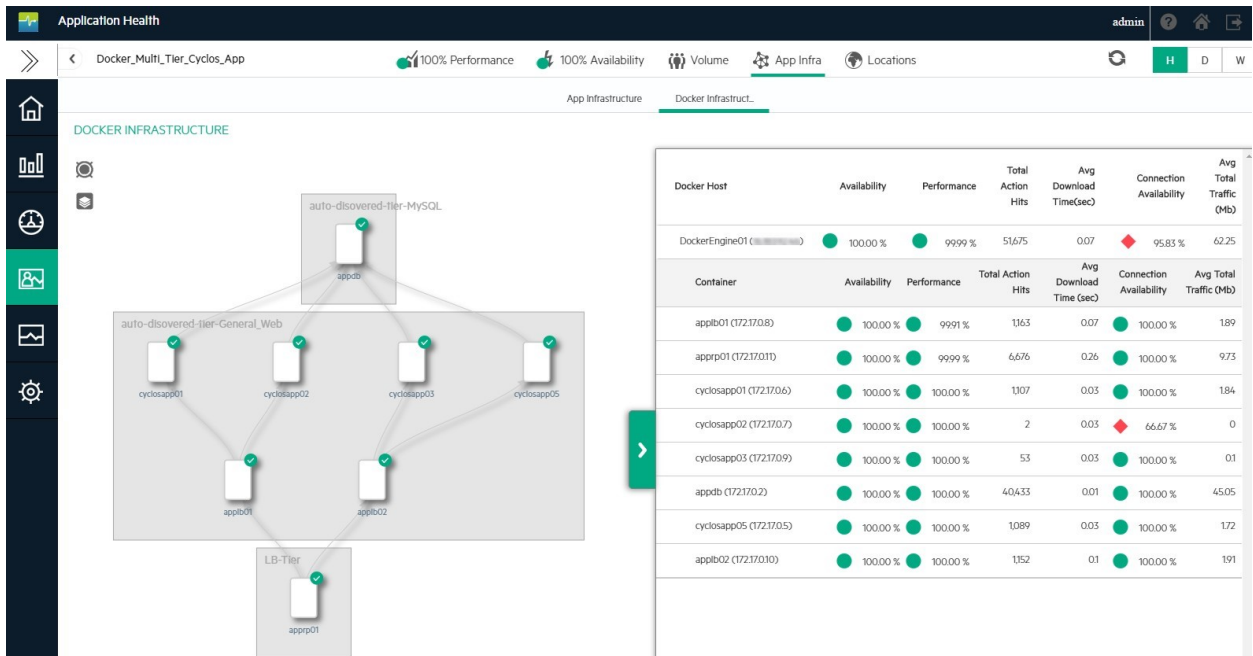 Application Health
admin
Docker_Multi_Tier_Cyclos_App
100% Performance
100% Availability
Volume
App Infra
Locations
H
D
W
App Infrastructure
Docker Infrastruct...
DOCKER INFRASTRUCTURE
auto-disovered-tier-MySQL
appdb
auto-disovered-tier-General_Web
cyclosapp01
cyclosapp02
cyclosapp03
cyclosapp05
applb01
applb02
LB-Tier
apprp01
Docker Host
Availability
Performance
Total
Action
Hits
Avg
Download
Time(sec)
Connection
Availability
Avg
Total
Traffic
(Mb)
DockerEngine01 ( )
100.00 %
99.99 %
51,675
0.07
95.83 %
62.25
Container
Availability
Performance
Total Action
Hits
Avg
Download
Time (sec)
Connection
Availability
Avg Total
Traffic (Mb)
applb01 (172.17.0.8) 100.00 % 99.91 % 1,163 0.07 100.00 % 1.89
apprp01 (172.17.0.11) 100.00 % 99.99 % 6,676 0.26 100.00 % 9.73
cyclosapp01 (172.17.0.6) 100.00 % 100.00 % 1,107 0.03 100.00 % 1.84
cyclosapp02 (172.17.0.7) 100.00 % 100.00 % 2 0.03 66.67 % 0
cyclosapp03 (172.17.0.9) 100.00 % 100.00 % 53 0.03 100.00 % 0.1
appdb (172.17.0.2) 100.00 % 100.00 % 40,433 0.01 100.00 % 45.05
cyclosapp05 (172.17.0.5) 100.00 % 100.00 % 1,089 0.03 100.00 % 1.72
applb02 (172.17.0.10) 100.00 % 100.00 % 1,152 0.1 100.00 % 1.91